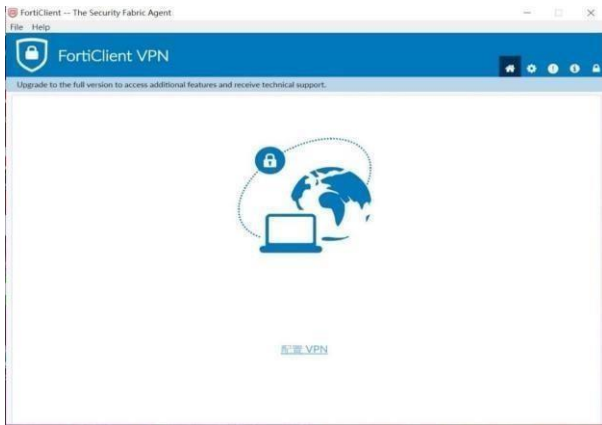 FortiClient -- The Security Fabric Agent
File Help
FortiClient VPN
Upgrade to the full version to access additional features and receive technical support.
配置 VPN